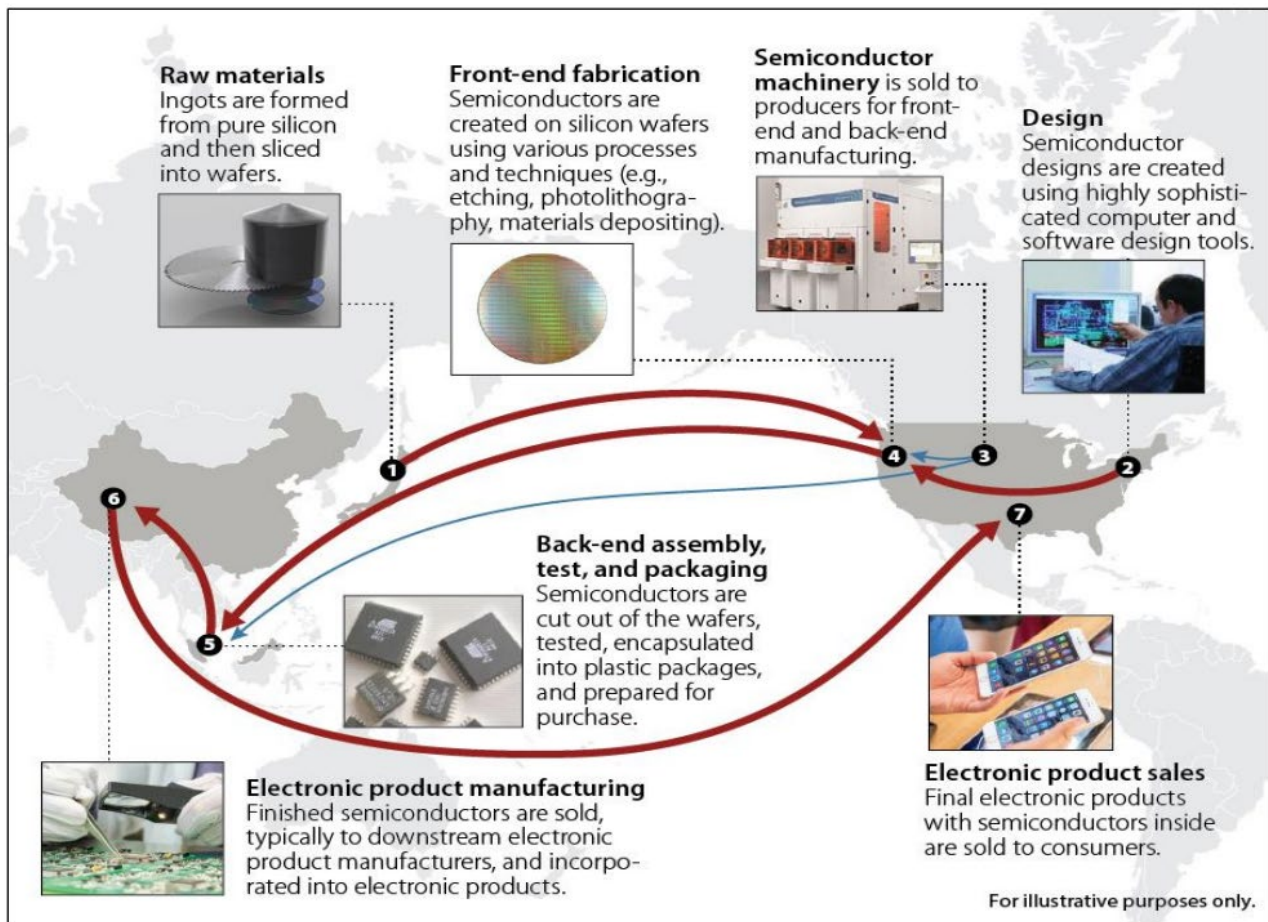 Raw materials
Ingots are formed
from pure silicon
and then sliced
into wafers.
Front-end fabrication
Semiconductors are
created on silicon wafers
using various processes
and techniques (e.g.,
etching, photolithogra-
phy, materials depositing).
Semiconductor
machinery is sold to
producers for front-
end and back-end
manufacturing.
Design
Semiconductor
designs are created
using highly sophisti-
cated computer and
software design tools.
1
4
3
2
6
7
5
Back-end assembly,
test, and packaging
Semiconductors are
cut out of the wafers,
tested, encapsulated
into plastic packages,
and prepared for
purchase.
Electronic product manufacturing
Finished semiconductors are sold,
typically to downstream electronic
product manufacturers, and incorpo-
rated into electronic products.
Electronic product sales
Final electronic products
with semiconductors inside
are sold to consumers.
For illustrative purposes only.